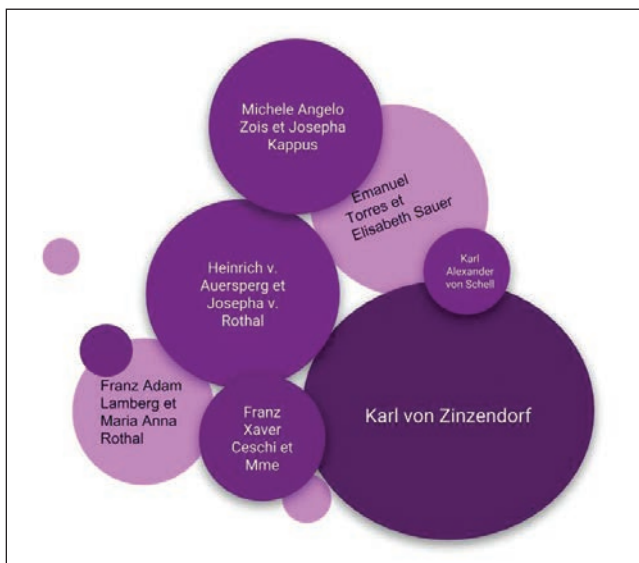 Michele Angelo
Zois et Josepha
Kappus
Emanuel
Torres et
Elisabeth Sauer
Karl
Alexander
von Schell
Heinrich v.
Auersperg et
Josepha v.
Rothal
Franz Adam
Lamberg et
Maria Anna
Rothal
Franz
Xaver
Ceschi et
Mme
Karl von Zinzendorf